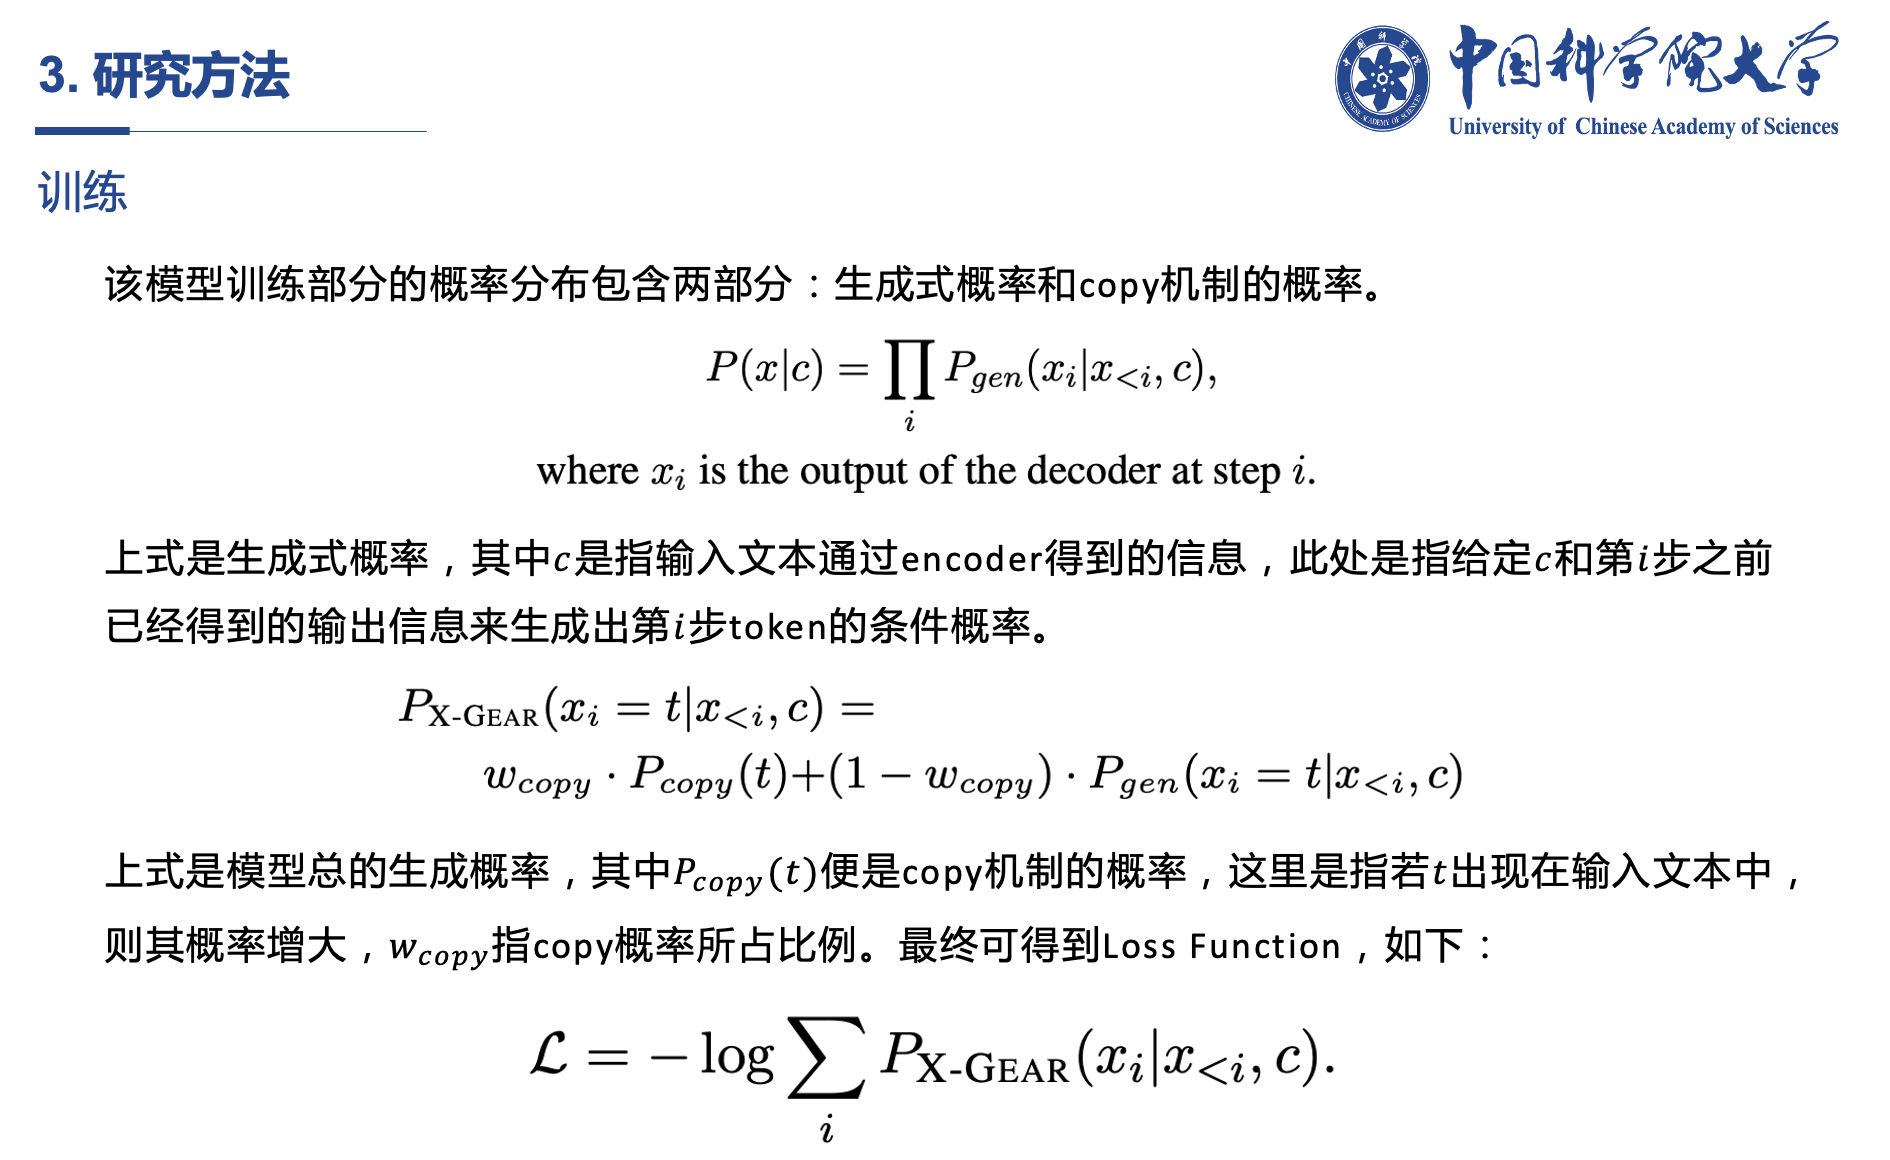 3. 研究方法
中国科学院大学
University of Chinese Academy of Sciences
训练
该模型训练部分的概率分布包含两部分：生成式概率和copy机制的概率。
P(x|c) = ∏_i P_{gen}(x_i|x_{<i}, c),
where x_i is the output of the decoder at step i.
上式是生成式概率，其中c是指输入文本通过encoder得到的信息，此处是指给定c和第i步之前
已经得到的输出信息来生成出第i步token的条件概率。
P_{X-GEAR}(x_i = t|x_{<i}, c) =
w_{copy} · P_{copy}(t)+(1 − w_{copy}) · P_{gen}(x_i = t|x_{<i}, c)
上式是模型总的生成概率，其中P_{copy}(t)便是copy机制的概率，这里是指若t出现在输入文本中，
则其概率增大，w_{copy}指copy概率所占比例。最终可得到Loss Function，如下：
ℒ = − log ∑_i P_{X-GEAR}(x_i|x_{<i}, c).